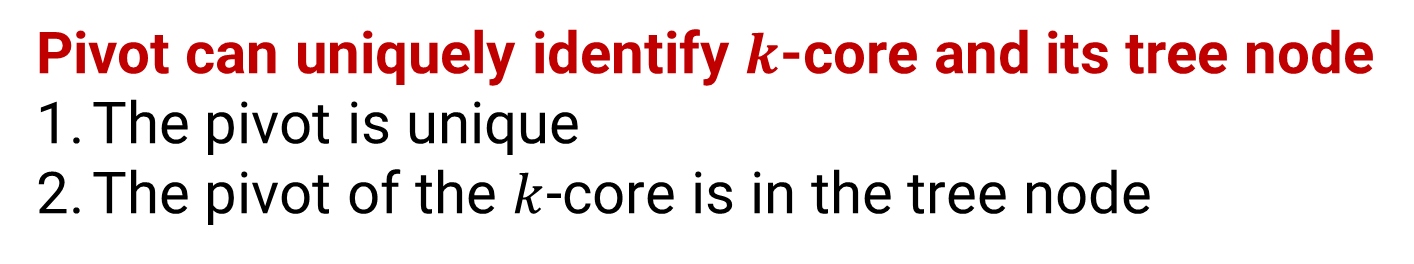 Pivot can uniquely identify k-core and its tree node
1. The pivot is unique
2. The pivot of the k-core is in the tree node